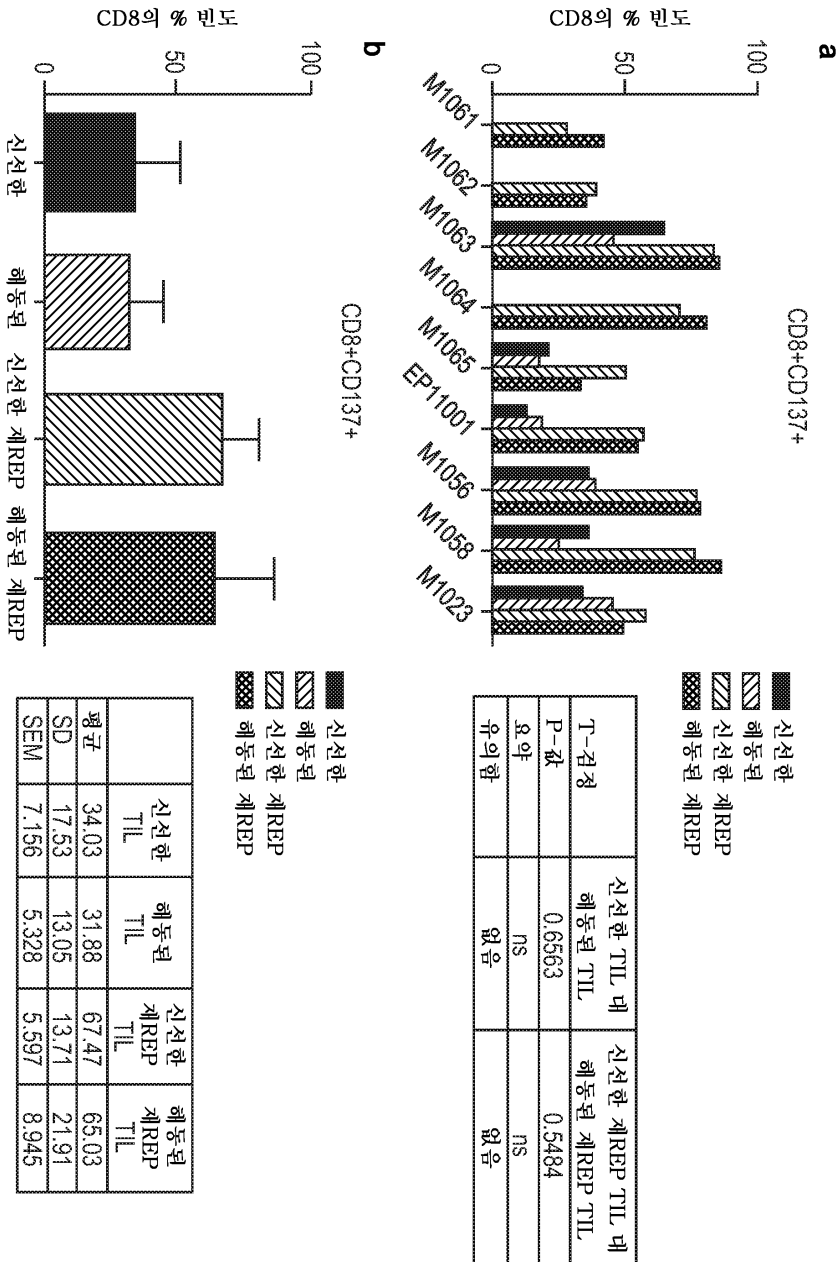 a
CD8+CD137+
CD8의 % 빈도
100
50
0
M1061
M1062
M1063
M1064
M1065
EP11001
M1056
M1058
M1023
신선한
해동된
신선한 재REP
해동된 재REP
T-검정
신선한 TIL 대
해동된 TIL
신선한 재REP TIL 대
해동된 재REP TIL
P-값
0.6563
0.5484
요약
ns
ns
유의함
없음
없음
b
CD8+CD137+
CD8의 % 빈도
100
50
0
신선한
해동된
신선한 재REP
해동된 재REP
신선한
해동된
신선한 재REP
해동된 재REP
신선한
TIL
해동된
TIL
신선한
재REP
TIL
해동된
재REP
TIL
평균
34.03
31.88
67.47
65.03
SD
17.53
13.05
13.71
21.91
SEM
7.156
5.328
5.597
8.945